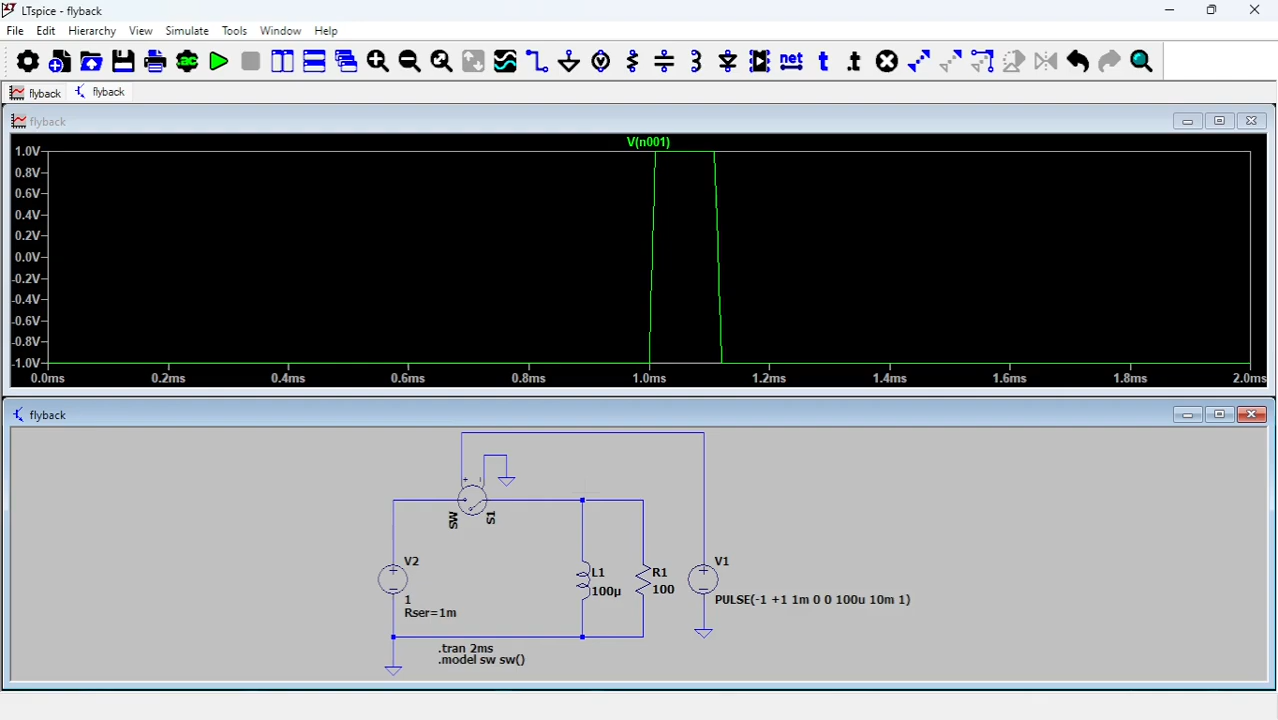 LTspice - flyback
File Edit Hierarchy View Simulate Tools Window Help
.ac net t .t
flyback flyback
flyback
V(n001)
1.0V
0.8V
0.6V
0.4V
0.2V
0.0V
-0.2V
-0.4V
-0.6V
-0.8V
-1.0V
0.0ms 0.2ms 0.4ms 0.6ms 0.8ms 1.0ms 1.2ms 1.4ms 1.6ms 1.8ms 2.0ms
flyback
SW S1
V2
1
Rser=1m
L1
100µ
R1
100
V1
PULSE(-1 +1 1m 0 0 100u 10m 1)
.tran 2ms
.model sw sw()